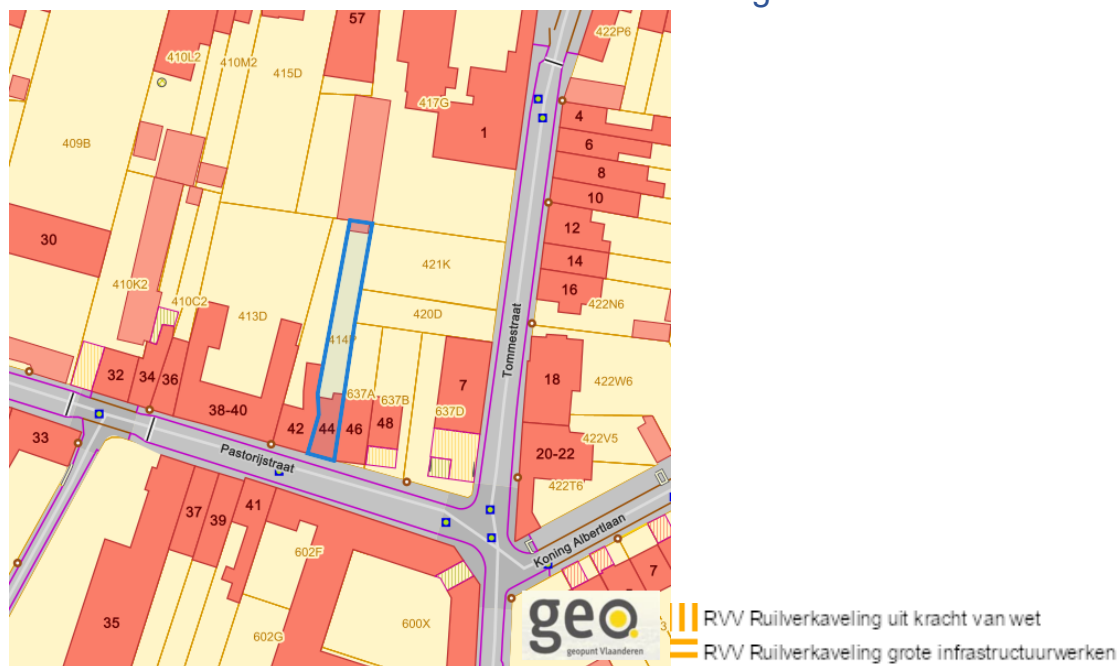 57
422P6
410L2
410M2
415D
417G
4
1
6
409B
8
10
12
30
14
421K
16
410K2
422N6
410C2
420D
413D
Tommestraat
32
34
36
7
18
422W6
637A
637B
38-40
637D
42
44
46
48
33
422V5
Pastorijstraat
20-22
422T6
37
39
41
Koning Albertlaan
602F
7
35
600X
602G
geo.
geopunt Vlaanderen
RVV Ruilverkaveling uit kracht van wet
RVV Ruilverkaveling grote infrastructuurwerken